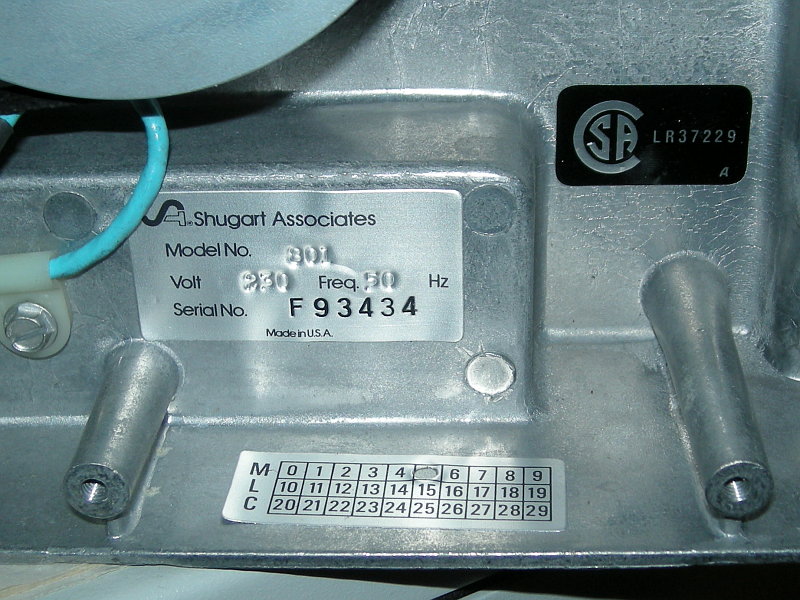 Shugart Associates
Model No. 801
Volt 230 Freq. 50 Hz
Serial No. F93434
Made in U.S.A.
CSA LR37229
A
M 0 1 2 3 4 6 7 8 9
L 10 11 12 13 14 15 16 17 18 19
C 20 21 22 23 24 25 26 27 28 29